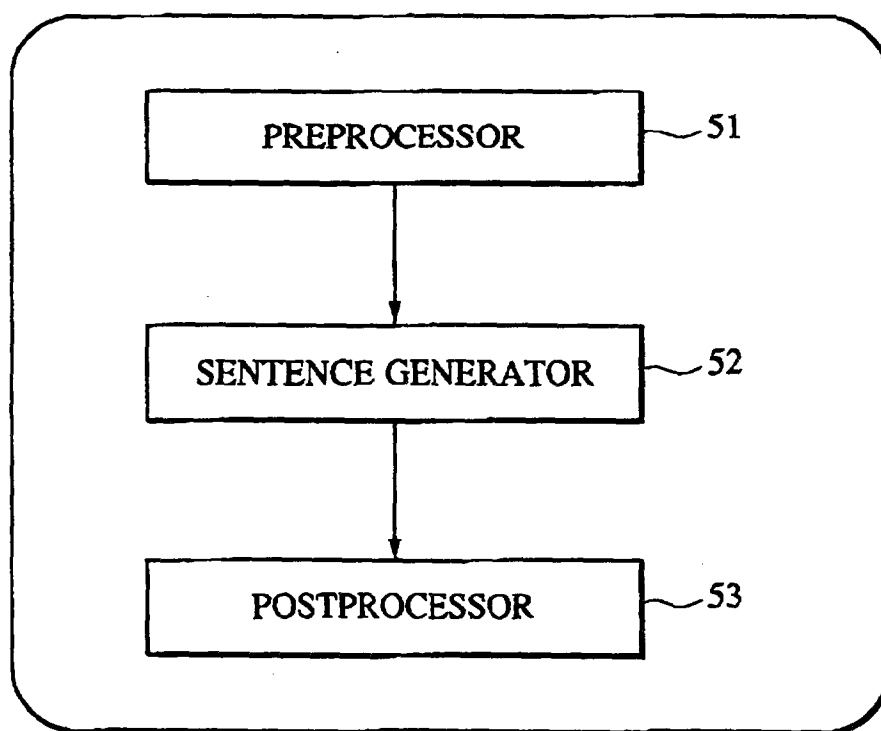 PREPROCESSOR 51
SENTENCE GENERATOR 52
POSTPROCESSOR 53